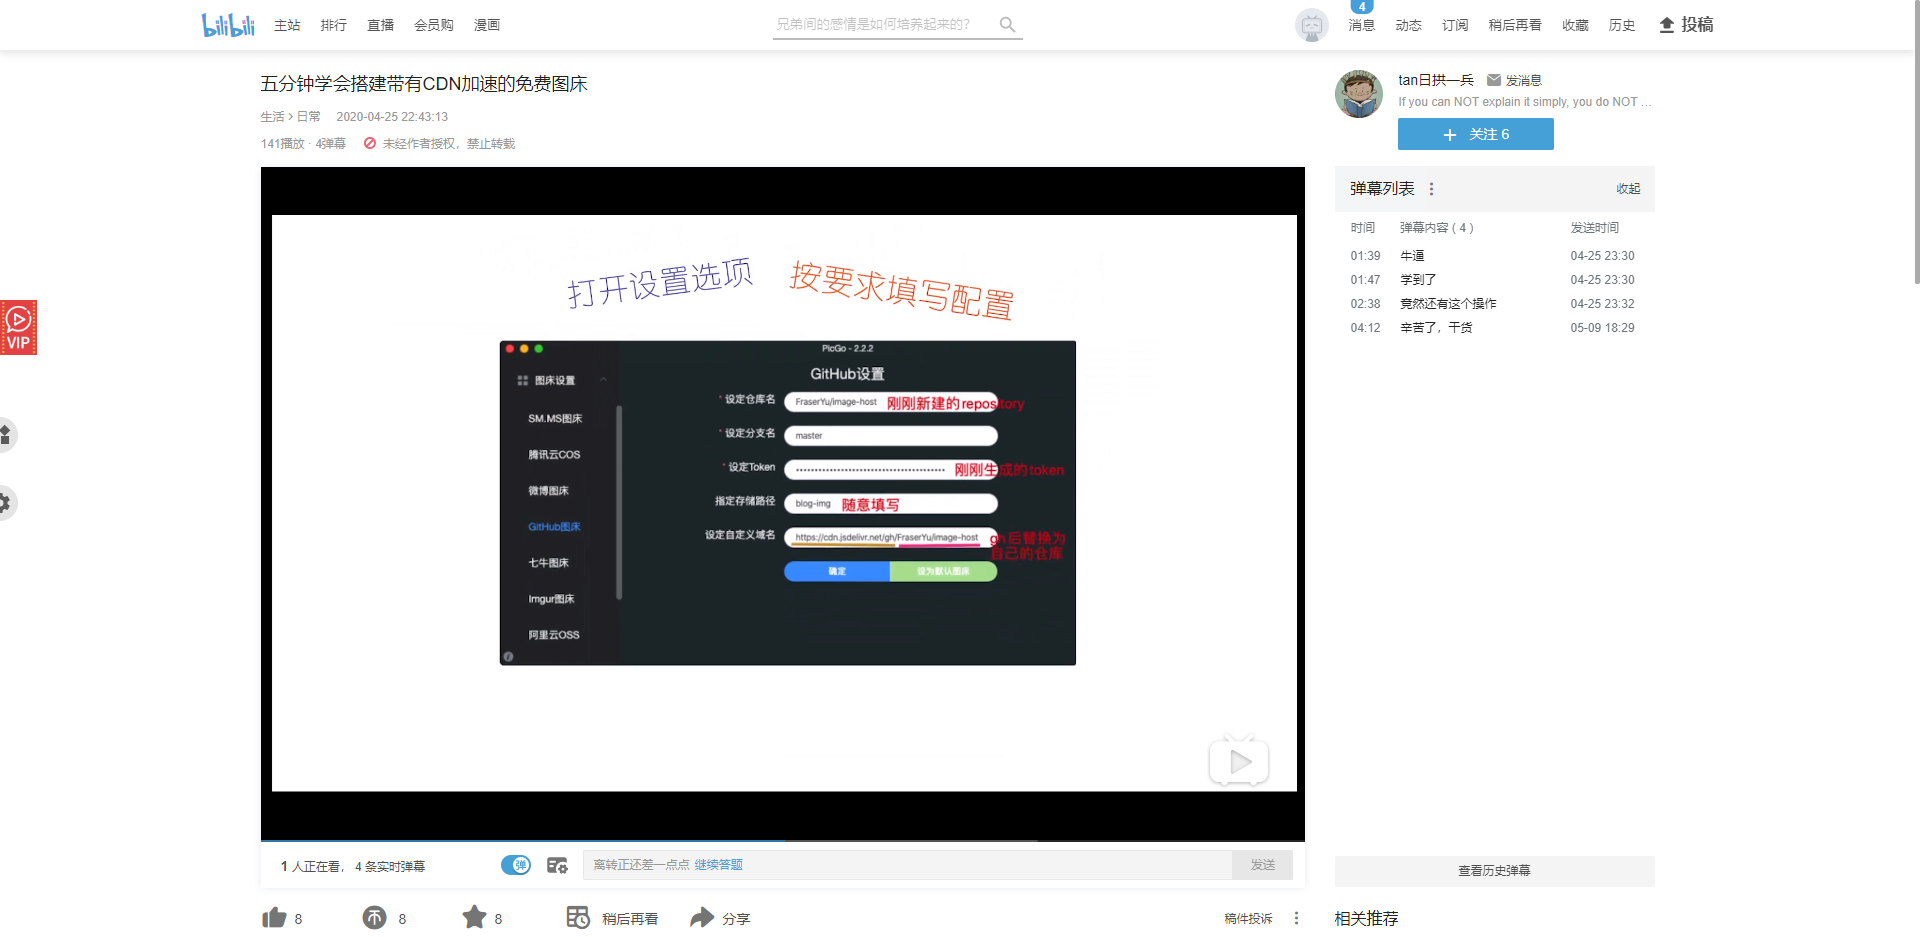 bilibili 主站 排行 直播 会员购 漫画 兄弟间的感情是如何培养起来的? 4 消息 动态 订阅 稍后再看 收藏 历史 投稿
五分钟学会搭建带有CDN加速的免费图床
生活 > 日常 2020-04-25 22:43:13
141播放 · 4弹幕 未经作者授权，禁止转载
tan日拱一兵 发消息
If you can NOT explain it simply, you do NOT ...
+ 关注 6
弹幕列表 收起
时间 弹幕内容 ( 4 ) 发送时间
01:39 牛逼 04-25 23:30
01:47 学到了 04-25 23:30
02:38 竟然还有这个操作 04-25 23:32
04:12 辛苦了，干货 05-09 18:29
VIP
打开设置选项 按要求填写配置
PicGo - 2.2.2
图床设置
SM.MS图床
腾讯云COS
微博图床
GitHub图床
七牛图床
Imgur图床
阿里云OSS
GitHub设置
* 设定仓库名 FraserYu/image-host 刚刚新建的repository
* 设定分支名 master
* 设定Token 刚刚生成的token
指定存储路径 blog-img 随意填写
设定自定义域名 https://cdn.jsdelivr.net/gh/FraserYu/image-host gh后替换为
自己的仓库
确定 设为默认图床
1 人正在看， 4 条实时弹幕 弹 离转正还差一点点 继续答题 发送
查看历史弹幕
8 8 8 稍后再看 分享 稿件投诉
相关推荐